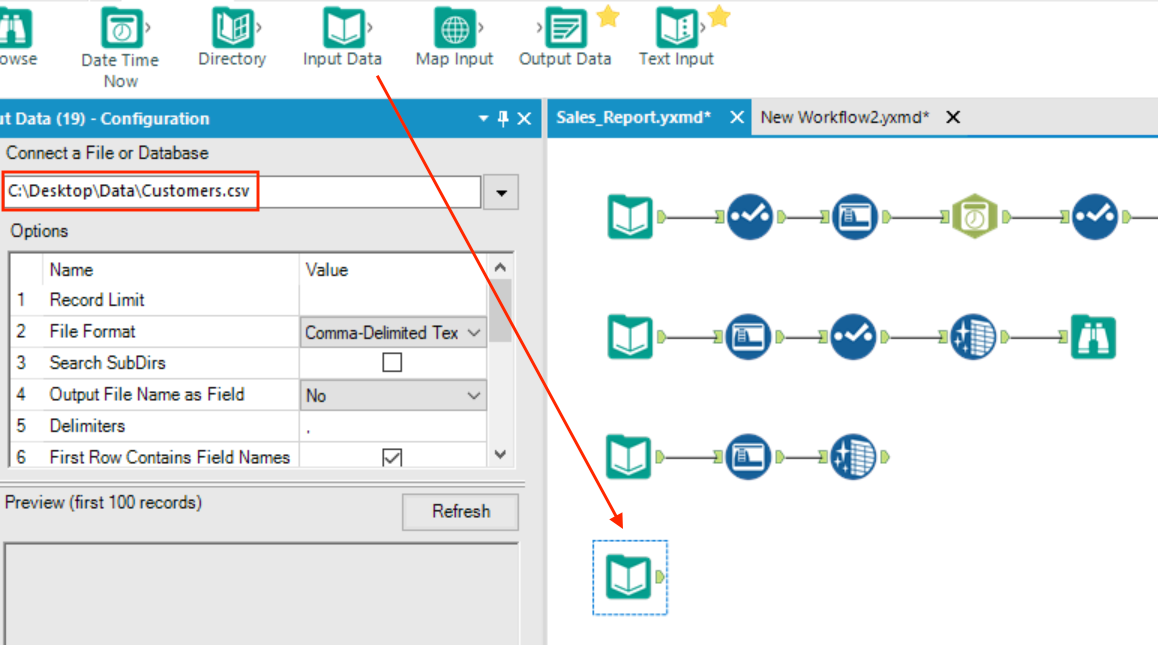 owse
Date Time
Now
Directory
Input Data
Map Input
Output Data
Text Input
ut Data (19) - Configuration
Sales_Report.yxmd*
New Workflow2.yxmd*
Connect a File or Database
C:\Desktop\Data\Customers.csv
Options
Name Value
1 Record Limit
2 File Format Comma-Delimited Tex
3 Search SubDirs
4 Output File Name as Field No
5 Delimiters ,
6 First Row Contains Field Names
Preview (first 100 records)
Refresh